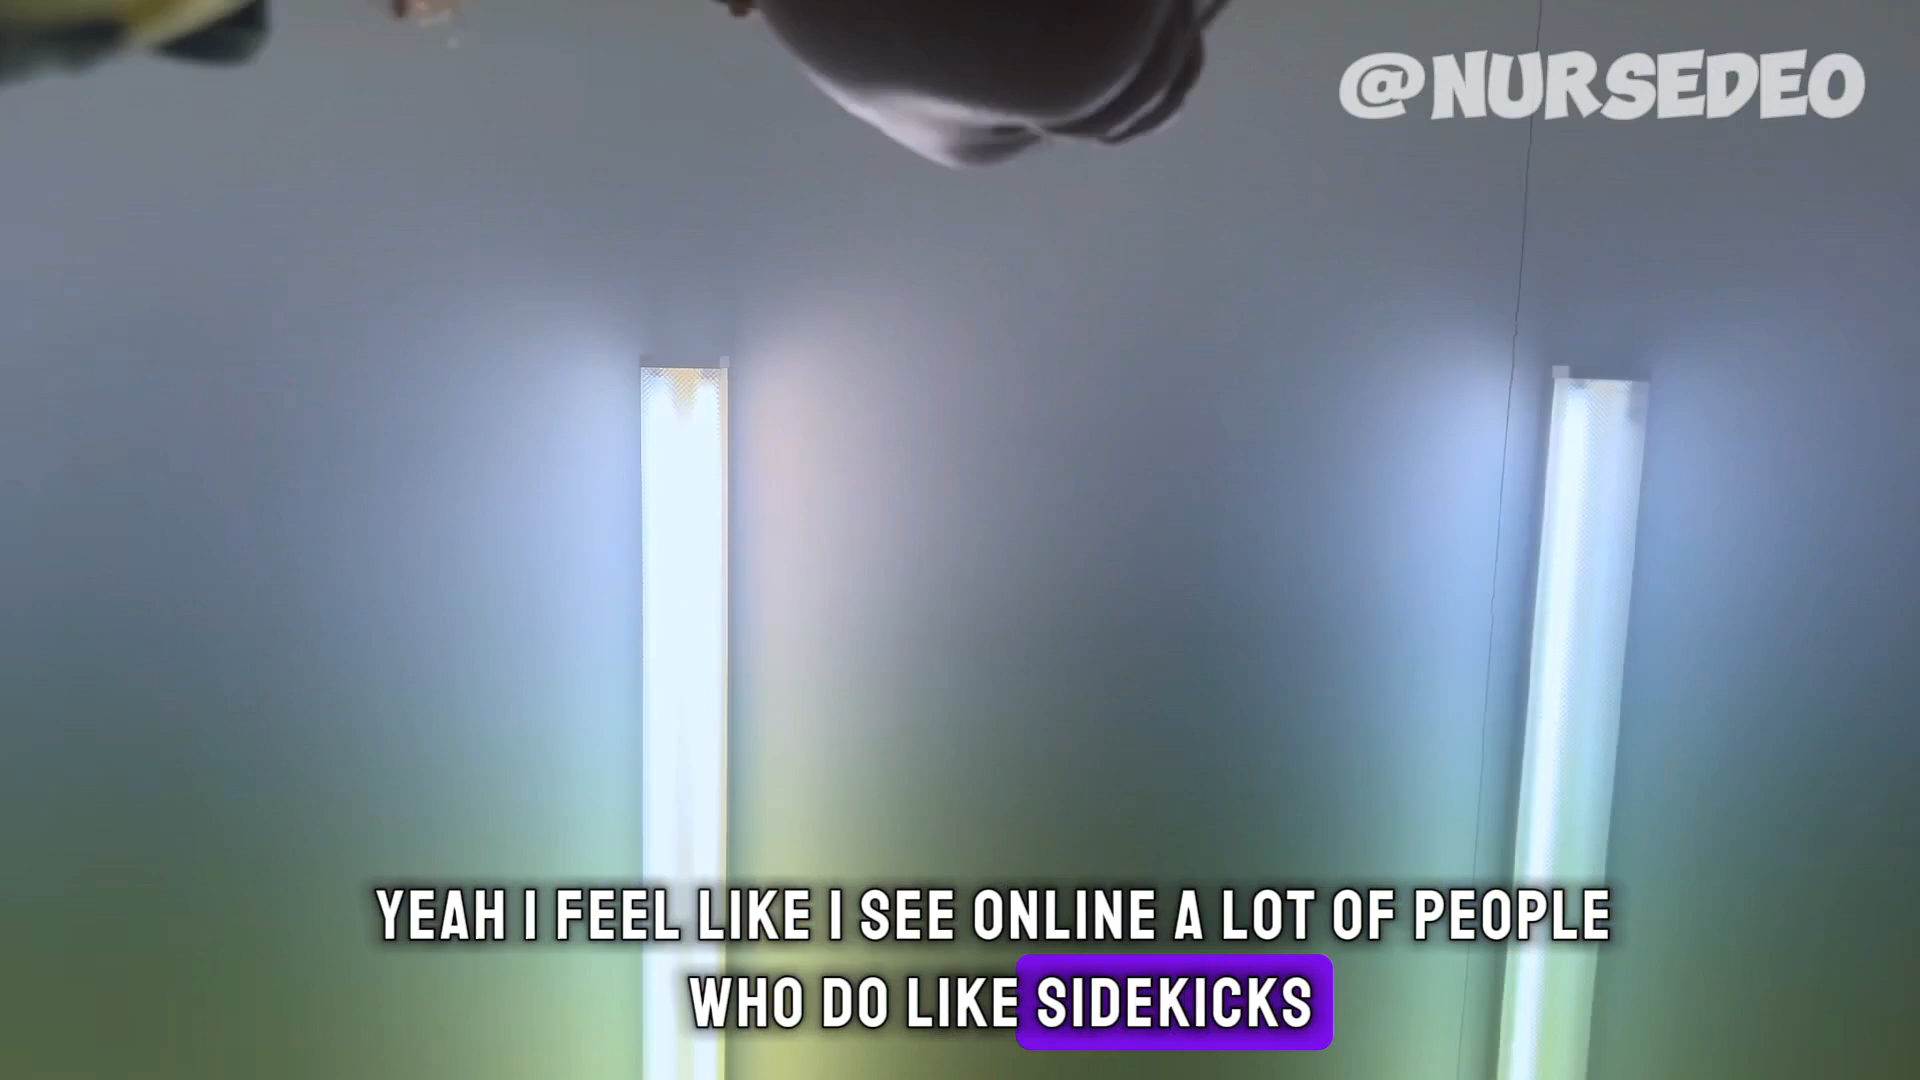 @NURSEDEO
YEAH I FEEL LIKE I SEE ONLINE A LOT OF PEOPLE
WHO DO LIKE SIDEKICKS